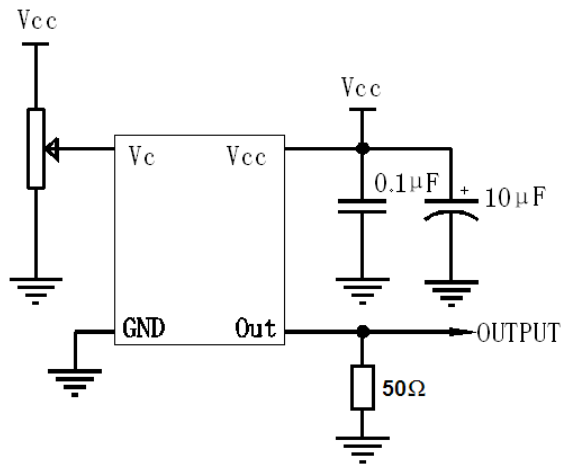 Vcc
Vcc
Vc
Vcc
0.1μF
+
10μF
GND
Out
OUTPUT
50Ω